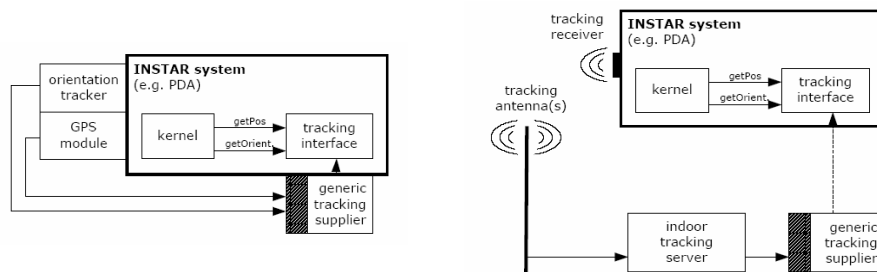 orientation
tracker
GPS
module
INSTAR system
(e.g. PDA)
kernel
getPos
getOrient.
tracking
interface
generic
tracking
supplier
tracking
receiver
tracking
antenna(s)
INSTAR system
(e.g. PDA)
kernel
getPos
getOrient.
tracking
interface
indoor
tracking
server
generic
tracking
supplier